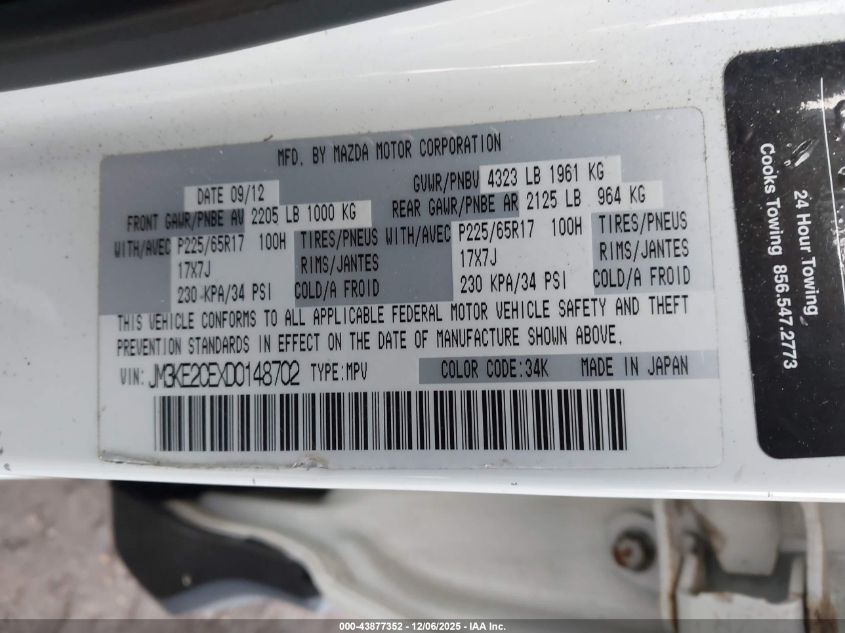 MFD. BY MAZDA MOTOR CORPORATION
DATE 09/12 GVWR/PNBV 4323 LB 1961 KG
FRONT GAWR/PNBE AV 2205 LB 1000 KG REAR GAWR/PNBE AR 2125 LB 964 KG
WITH/AVEC P225/65R17 100H TIRES/PNEUS WITH/AVEC P225/65R17 100H TIRES/PNEUS
17X7J RIMS/JANTES 17X7J RIMS/JANTES
230 KPA/34 PSI COLD/A FROID 230 KPA/34 PSI COLD/A FROID
THIS VEHICLE CONFORMS TO ALL APPLICABLE FEDERAL MOTOR VEHICLE SAFETY AND THEFT
PREVENTION STANDARDS IN EFFECT ON THE DATE OF MANUFACTURE SHOWN ABOVE.
VIN: JM3KE2CEXD0148702 TYPE:MPV COLOR CODE:34K MADE IN JAPAN
24 Hour Towing
Cooks Towing 856.547.2773
000-43877352 - 12/06/2025 - IAA Inc.